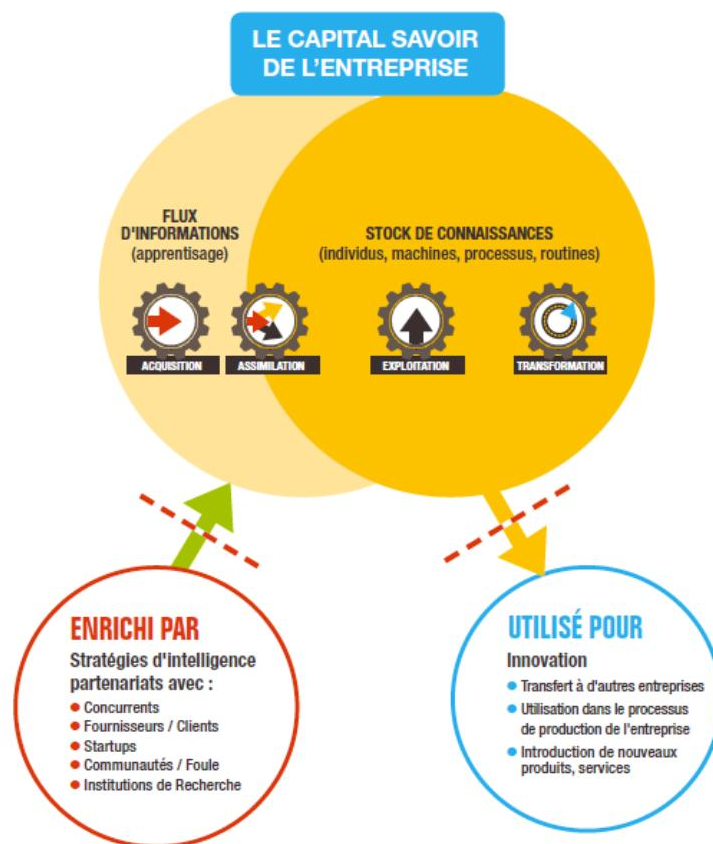 LE CAPITAL SAVOIR
DE L'ENTREPRISE
FLUX
D'INFORMATIONS
(apprentisage)
STOCK DE CONNAISSANCES
(individus, machines, processus, routines)
ACQUISITION
ASSIMILATION
EXPLOITATION
TRANSFORMATION
ENRICHI PAR
Stratégies d'intelligence
partenariats avec :
● Concurrents
● Fournisseurs / Clients
● Startups
● Communautés / Foule
● Institutions de Recherche
UTILISÉ POUR
Innovation
● Transfert à d'autres entreprises
● Utilisation dans le processus
de production de l'entreprise
● Introduction de nouveaux
produits, services